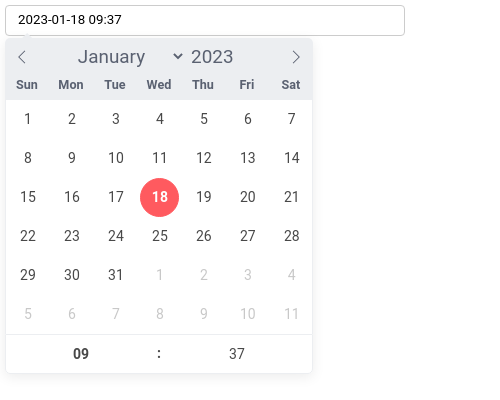 2023-01-18 09:37
January 2023
Sun Mon Tue Wed Thu Fri Sat
1 2 3 4 5 6 7
8 9 10 11 12 13 14
15 16 17 18 19 20 21
22 23 24 25 26 27 28
29 30 31 1 2 3 4
5 6 7 8 9 10 11
09 : 37